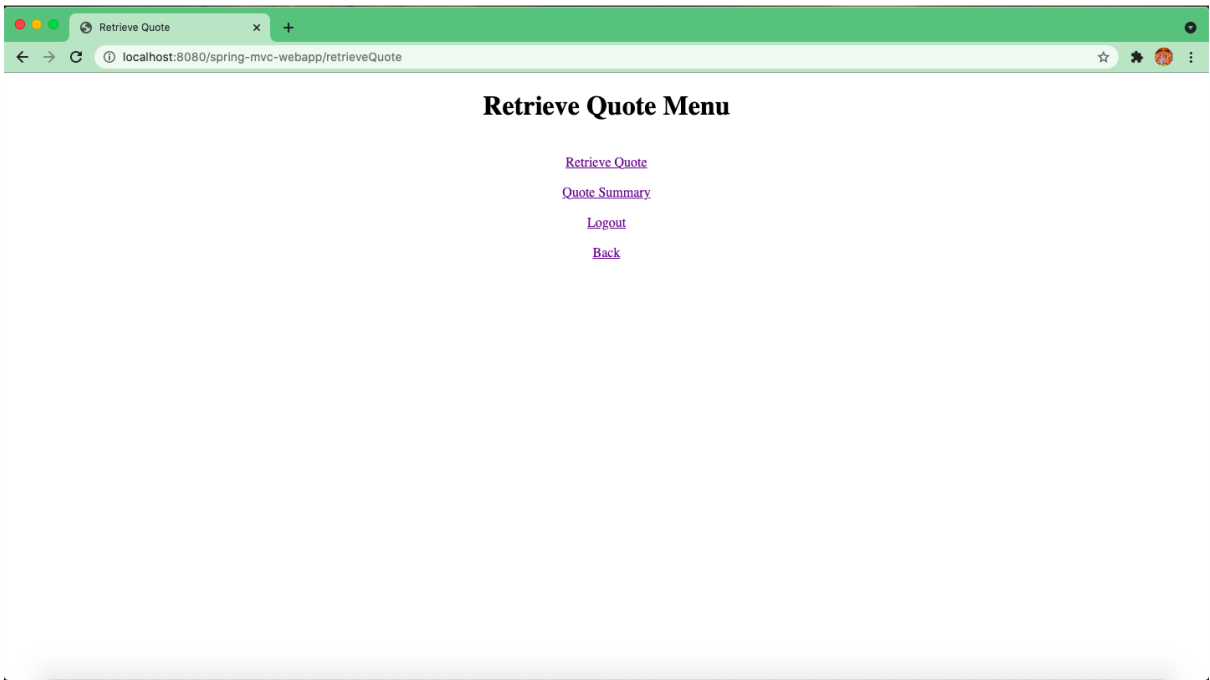 Retrieve Quote
localhost:8080/spring-mvc-webapp/retrieveQuote
Retrieve Quote Menu
Retrieve Quote
Quote Summary
Logout
Back